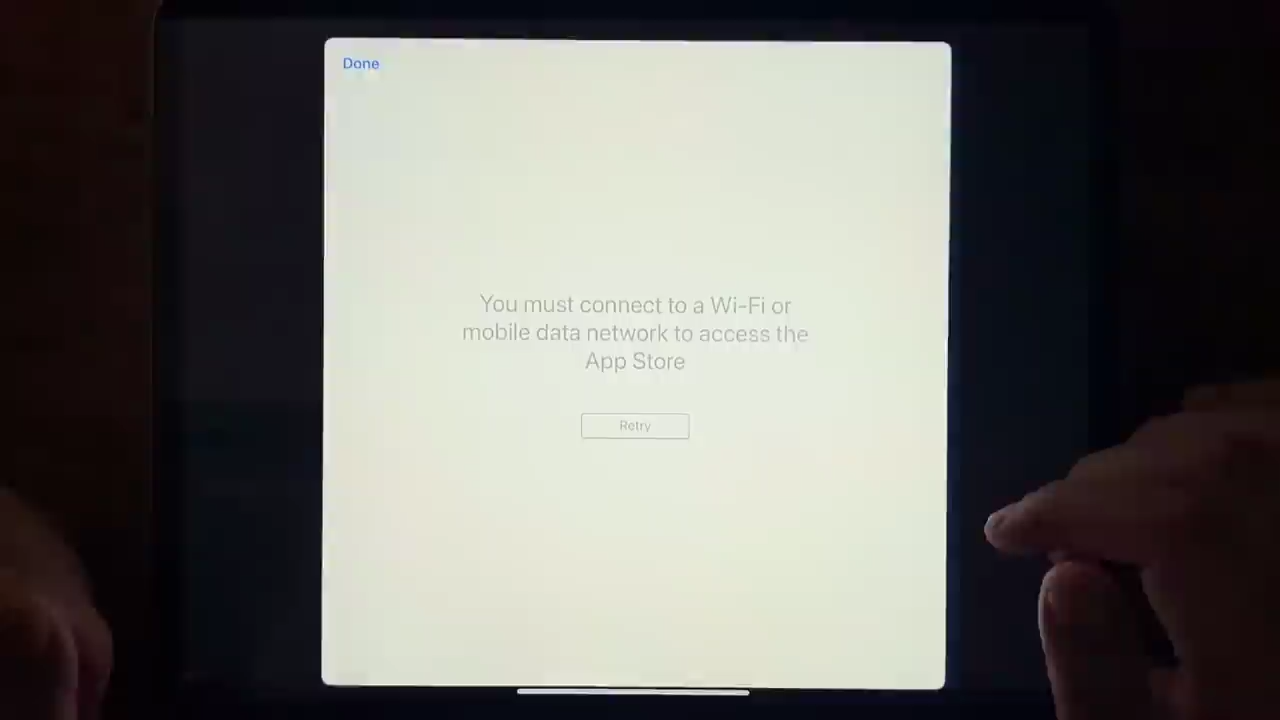 Done
You must connect to a Wi-Fi or
mobile data network to access the
App Store
Retry